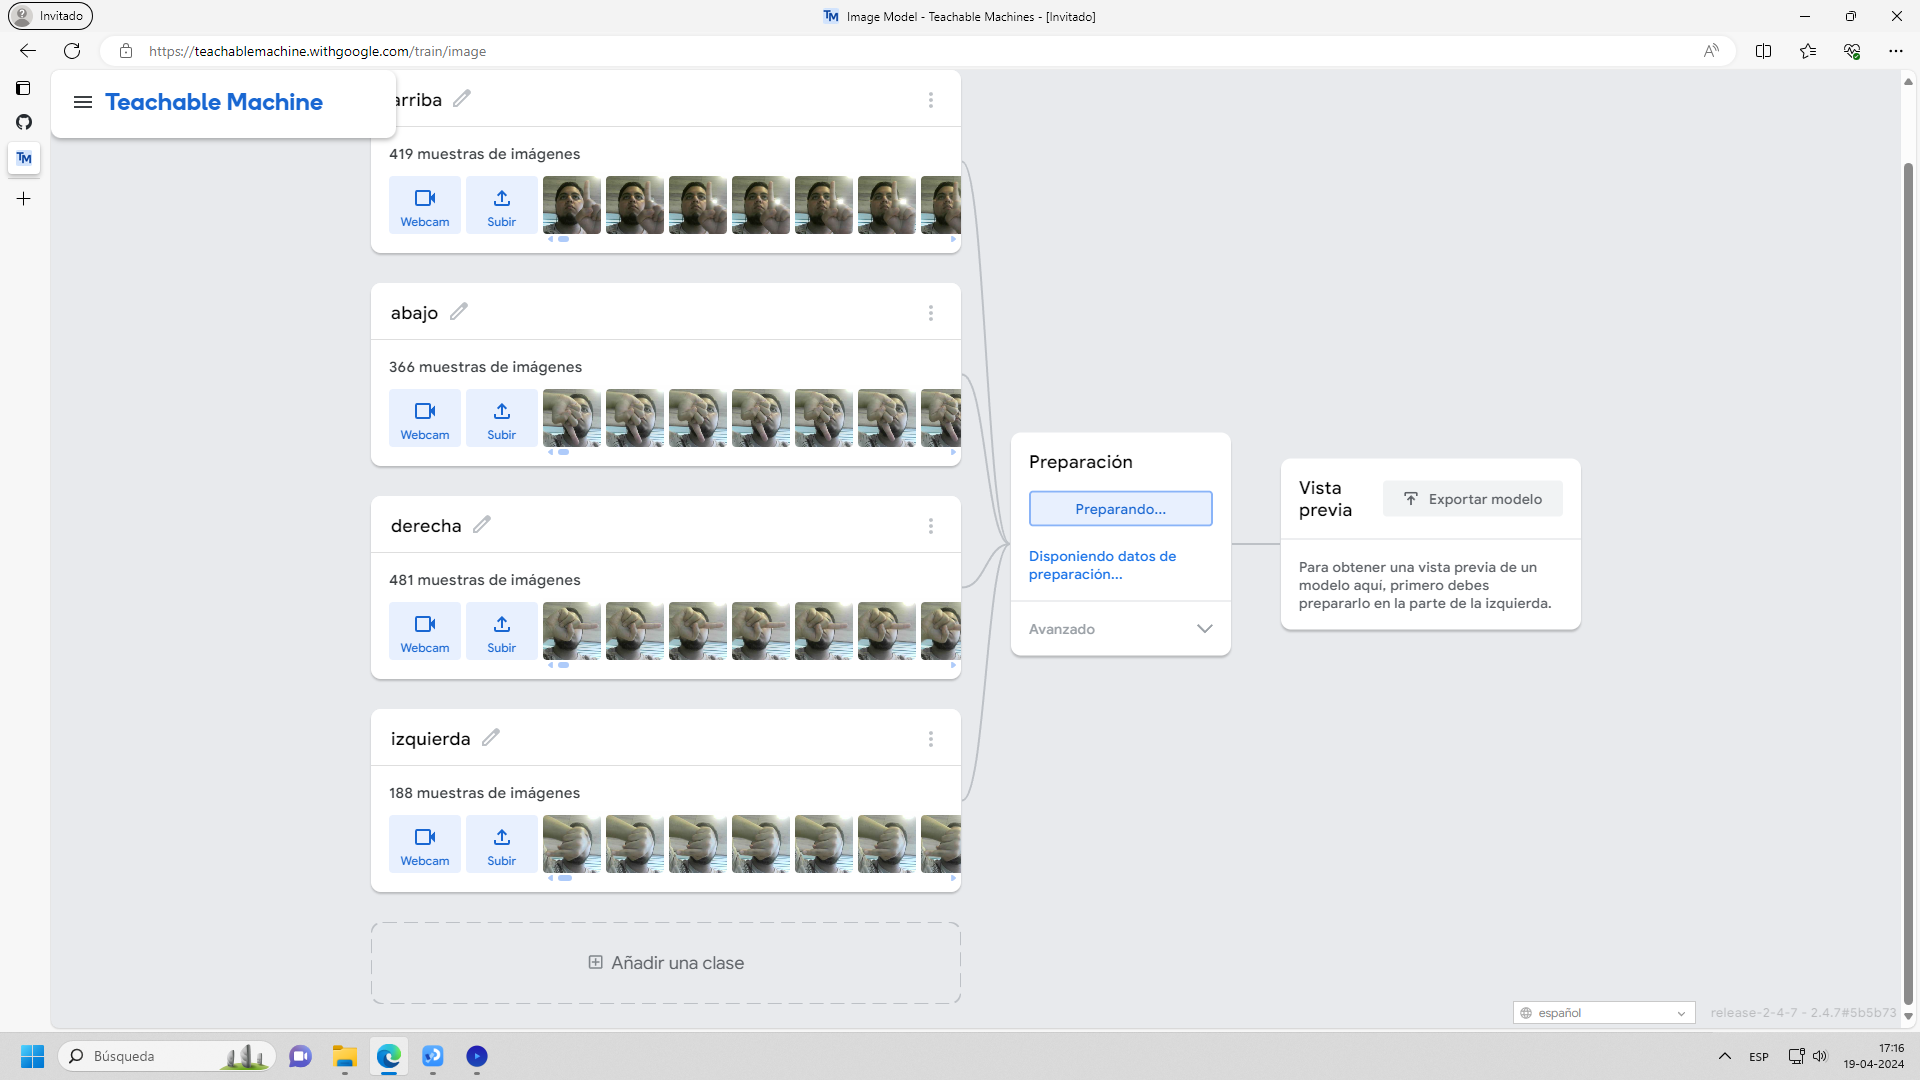 Invitado
Image Model - Teachable Machines - [Invitado]
https://teachablemachine.withgoogle.com/train/image
Teachable Machine
arriba
419 muestras de imágenes
Webcam
Subir
abajo
366 muestras de imágenes
Webcam
Subir
derecha
481 muestras de imágenes
Webcam
Subir
izquierda
188 muestras de imágenes
Webcam
Subir
Añadir una clase
Preparación
Preparando...
Disponiendo datos de
preparación...
Avanzado
Vista
previa
Exportar modelo
Para obtener una vista previa de un
modelo aquí, primero debes
prepararlo en la parte de la izquierda.
español
release-2-4-7 - 2.4.7#5b5b73
Búsqueda
ESP
17:16
19-04-2024